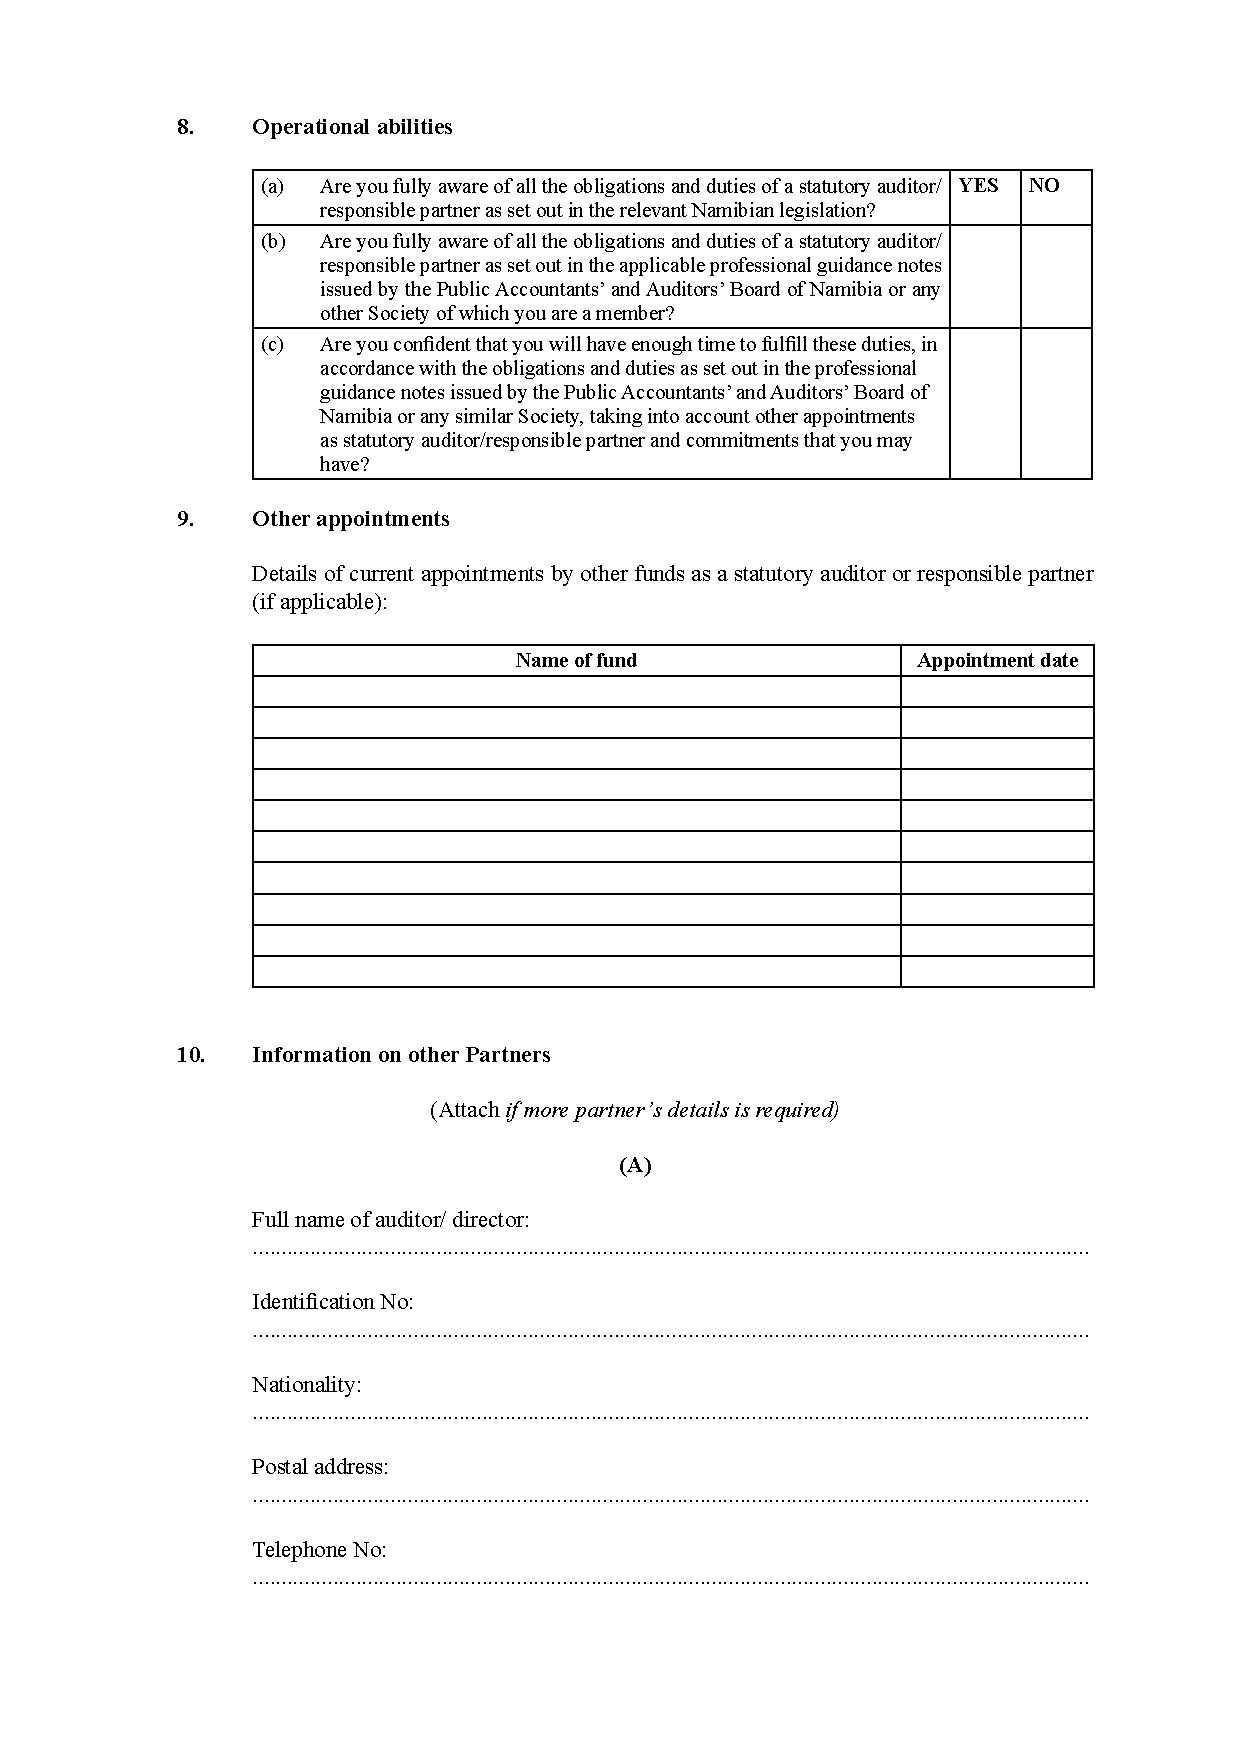 8. Operational abilities
(a) Are you fully aware of all the obligations and duties of a statutory auditor/ YES NO
responsible partner as set out in the relevant Namibian legislation?
(b) Are you fully aware of all the obligations and duties of a statutory auditor/
responsible partner as set out in the applicable professional guidance notes
issued by the Public Accountants’ and Auditors’ Board of Namibia or any
other Society of which you are a member?
(c) Are you confident that you will have enough time to fulfill these duties, in
accordance with the obligations and duties as set out in the professional
guidance notes issued by the Public Accountants’ and Auditors’ Board of
Namibia or any similar Society, taking into account other appointments
as statutory auditor/responsible partner and commitments that you may
have?
9. Other appointments
Details of current appointments by other funds as a statutory auditor or responsible partner
(if applicable):
Name of fund Appointment date
10. Information on other Partners
(Attach if more partner’s details is required)
(A)
Full name of auditor/ director:
..................................................................................................................................................
Identification No:
..................................................................................................................................................
Nationality:
..................................................................................................................................................
Postal address:
..................................................................................................................................................
Telephone No:
..................................................................................................................................................